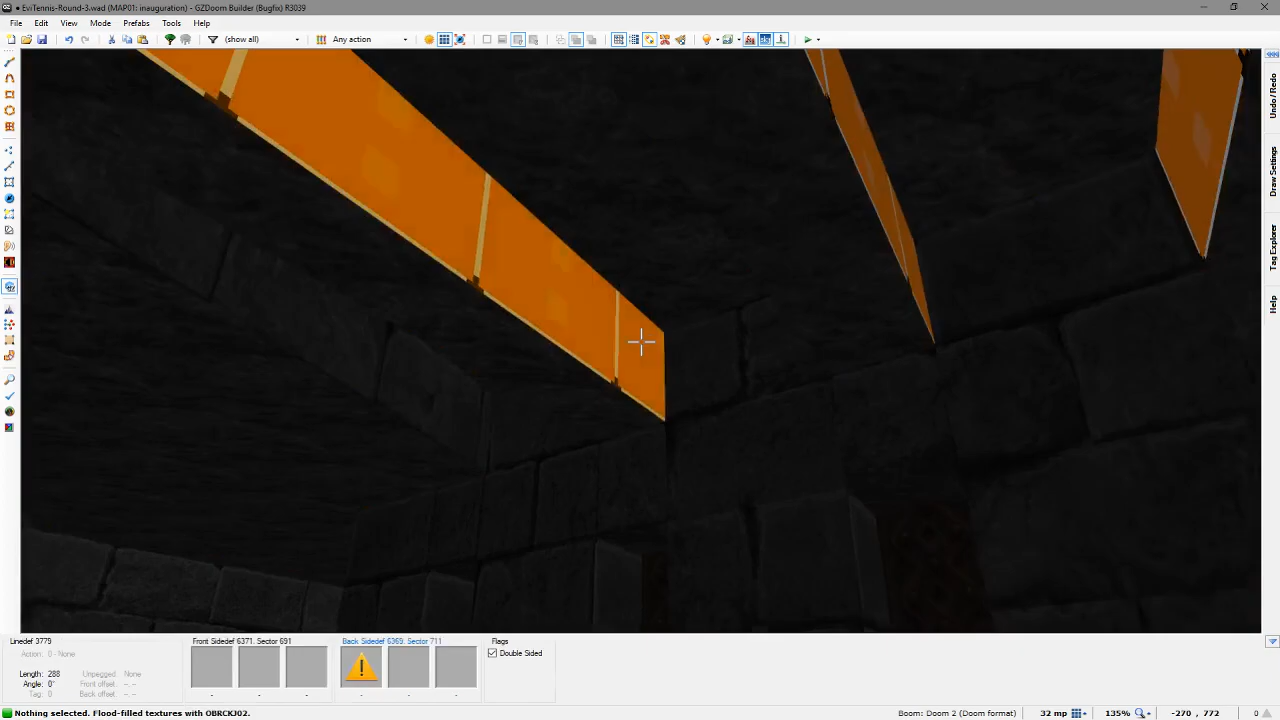 EviTennis-Round-3.wad (MAP01: inauguration) - GZDoom Builder (Bugfix) R3039
File Edit View Mode Prefabs Tools Help
(show all) Any action
Undo/Redo
Draw Settings
Tag Explorer
Help
Linedef 3779
Action: 0 - None
Length: 288 Unpegged: None
Angle: 0° Front offset: --, --
Tag: 0 Back offset: --, --
Front Sidedef 6371. Sector 691
- - -
Back Sidedef 6369. Sector 711
- - -
Flags
Double Sided
Nothing selected. Flood-filled textures with OBRCKJ02.
Boom: Doom 2 (Doom format) 32 mp 135% -270 , 772 0